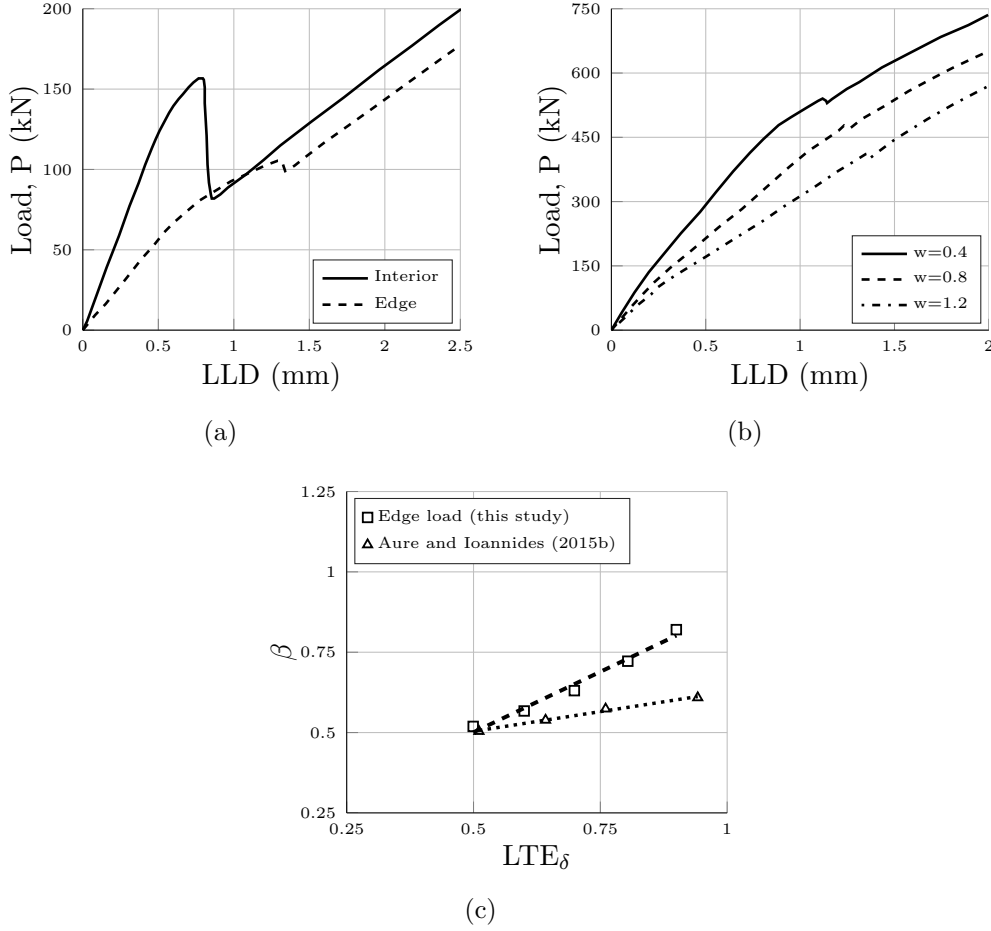 200
150
100
50
0
0
0.5
1
1.5
2
2.5
Load, P (kN)
LLD (mm)
Interior
Edge
(a)
750
600
450
300
150
0
0
0.5
1
1.5
2
Load, P (kN)
LLD (mm)
w=0.4
w=0.8
w=1.2
(b)
1.25
1
0.75
0.5
0.25
0.25
0.5
0.75
1
β
LTEδ
Edge load (this study)
Aure and Ioannides (2015b)
(c)